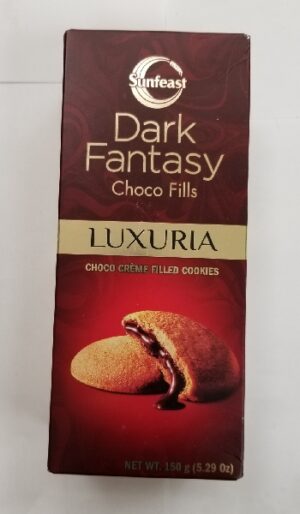 Sunfeast
Dark
Fantasy
Choco Fills
LUXURIA
CHOCO CRÈME FILLED COOKIES
NET WT. 150 g (5.29 Oz)